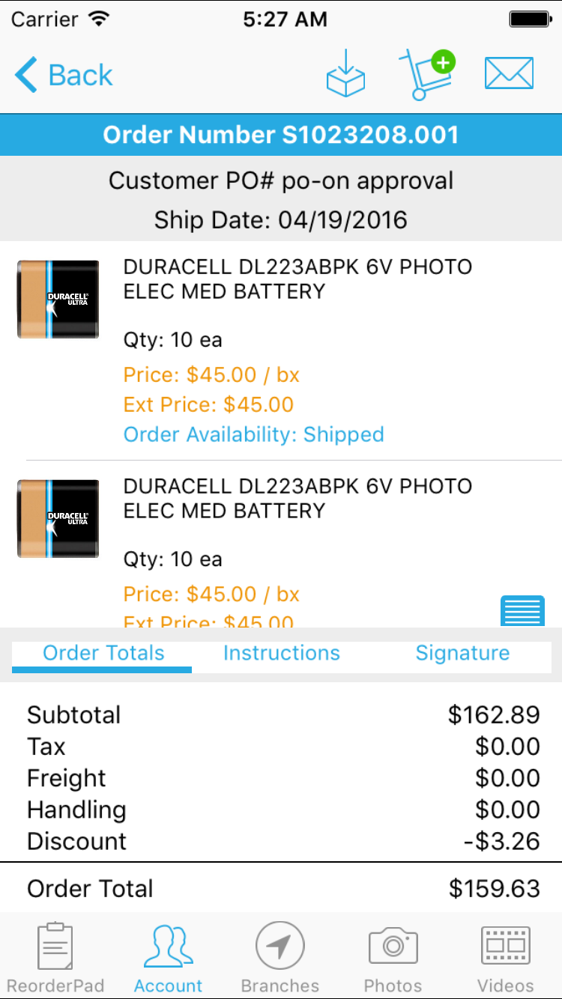 Carrier 5:27 AM
Back
Order Number S1023208.001
Customer PO# po-on approval
Ship Date: 04/19/2016
DURACELL DL223ABPK 6V PHOTO
ELEC MED BATTERY
DURACELL
ULTRA
Qty: 10 ea
Price: $45.00 / bx
Ext Price: $45.00
Order Availability: Shipped
DURACELL DL223ABPK 6V PHOTO
ELEC MED BATTERY
DURACELL
ULTRA
Qty: 10 ea
Price: $45.00 / bx
Ext Price: $45.00
Order Totals Instructions Signature
Subtotal $162.89
Tax $0.00
Freight $0.00
Handling $0.00
Discount -$3.26
Order Total $159.63
ReorderPad Account Branches Photos Videos